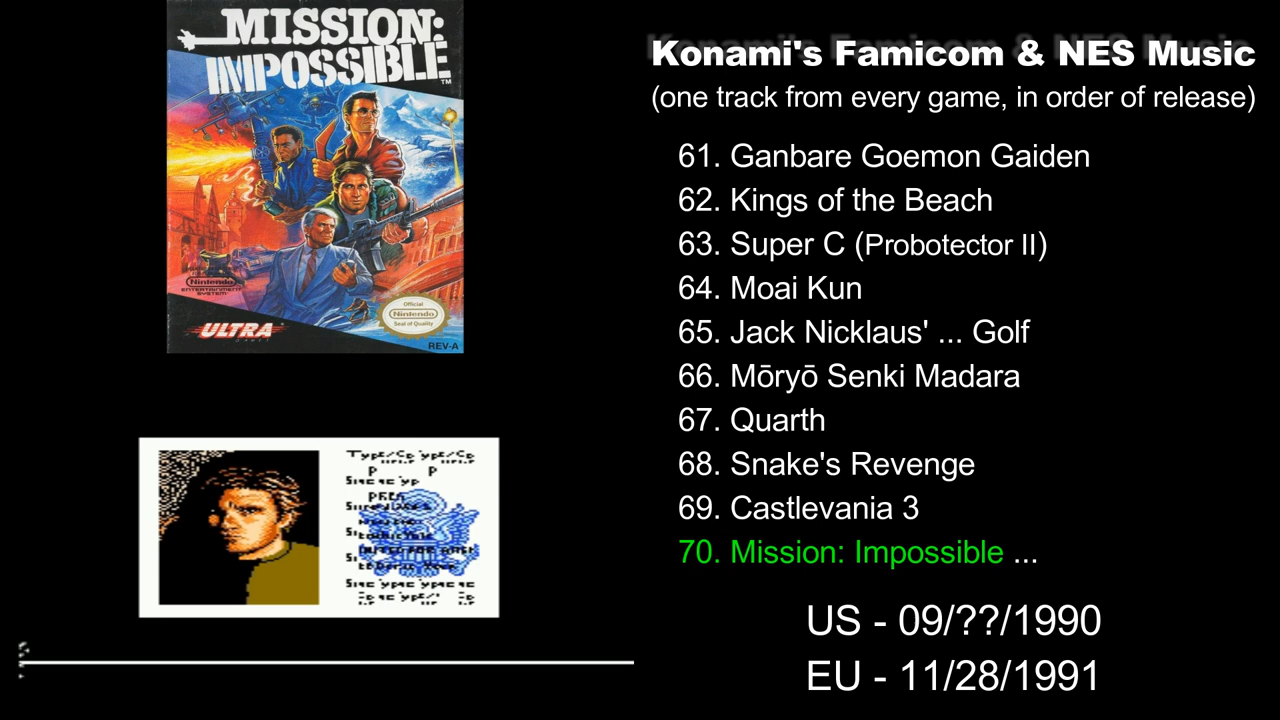 MISSION:
IMPOSSIBLE
TM
Nintendo
ENTERTAINMENT
SYSTEM
ULTRA
Official
Nintendo
Seal of Quality
REV-A
Konami's Famicom & NES Music
(one track from every game, in order of release)
61. Ganbare Goemon Gaiden
62. Kings of the Beach
63. Super C (Probotector II)
64. Moai Kun
65. Jack Nicklaus' ... Golf
66. Mōryō Senki Madara
67. Quarth
68. Snake's Revenge
69. Castlevania 3
70. Mission: Impossible ...
US - 09/??/1990
EU - 11/28/1991